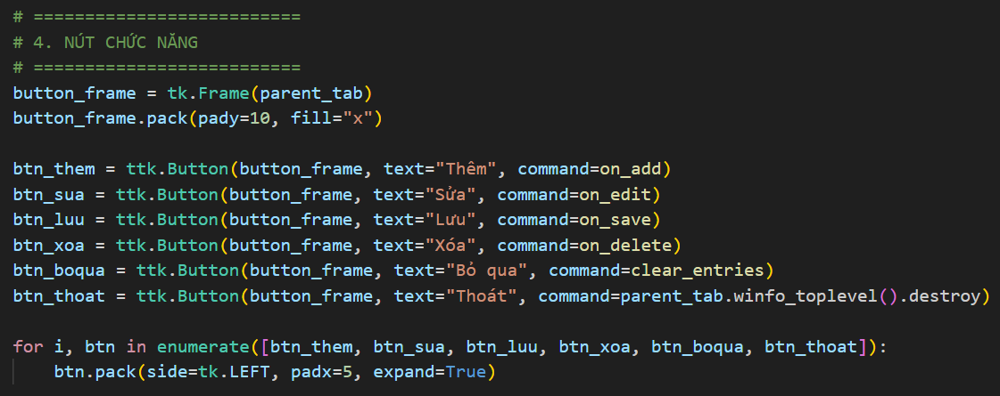 # ==========================
# 4. NÚT CHỨC NĂNG
# ==========================
button_frame = tk.Frame(parent_tab)
button_frame.pack(pady=10, fill="x")

btn_them = ttk.Button(button_frame, text="Thêm", command=on_add)
btn_sua = ttk.Button(button_frame, text="Sửa", command=on_edit)
btn_luu = ttk.Button(button_frame, text="Lưu", command=on_save)
btn_xoa = ttk.Button(button_frame, text="Xóa", command=on_delete)
btn_boqua = ttk.Button(button_frame, text="Bỏ qua", command=clear_entries)
btn_thoat = ttk.Button(button_frame, text="Thoát", command=parent_tab.winfo_toplevel().destroy)

for i, btn in enumerate([btn_them, btn_sua, btn_luu, btn_xoa, btn_boqua, btn_thoat]):
    btn.pack(side=tk.LEFT, padx=5, expand=True)